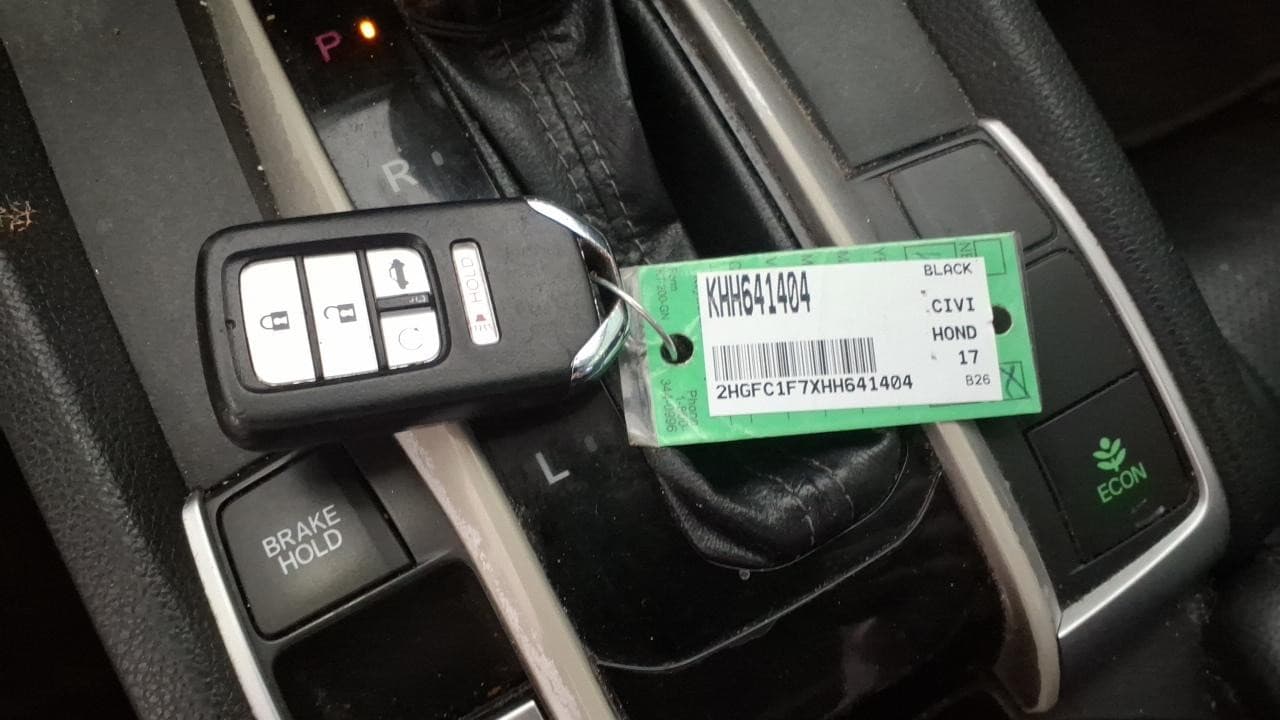 P
R
HOLD
KHH641404
BLACK
CIVI
HOND
17
2HGFC1F7XHH641404
B26
L
BRAKE
HOLD
ECON